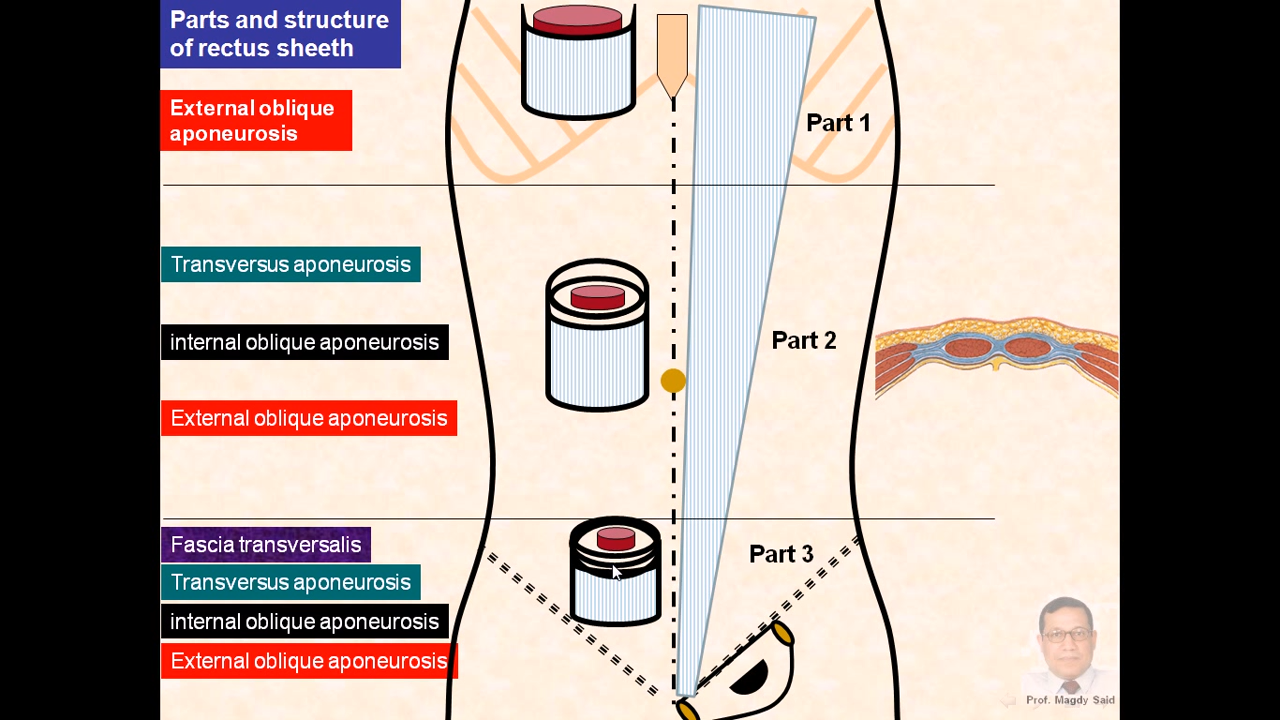 Parts and structure
of rectus sheeth
External oblique
aponeurosis
Part 1
Transversus aponeurosis
internal oblique aponeurosis
Part 2
External oblique aponeurosis
Fascia transversalis
Part 3
Transversus aponeurosis
internal oblique aponeurosis
External oblique aponeurosis
Prof. Magdy Said